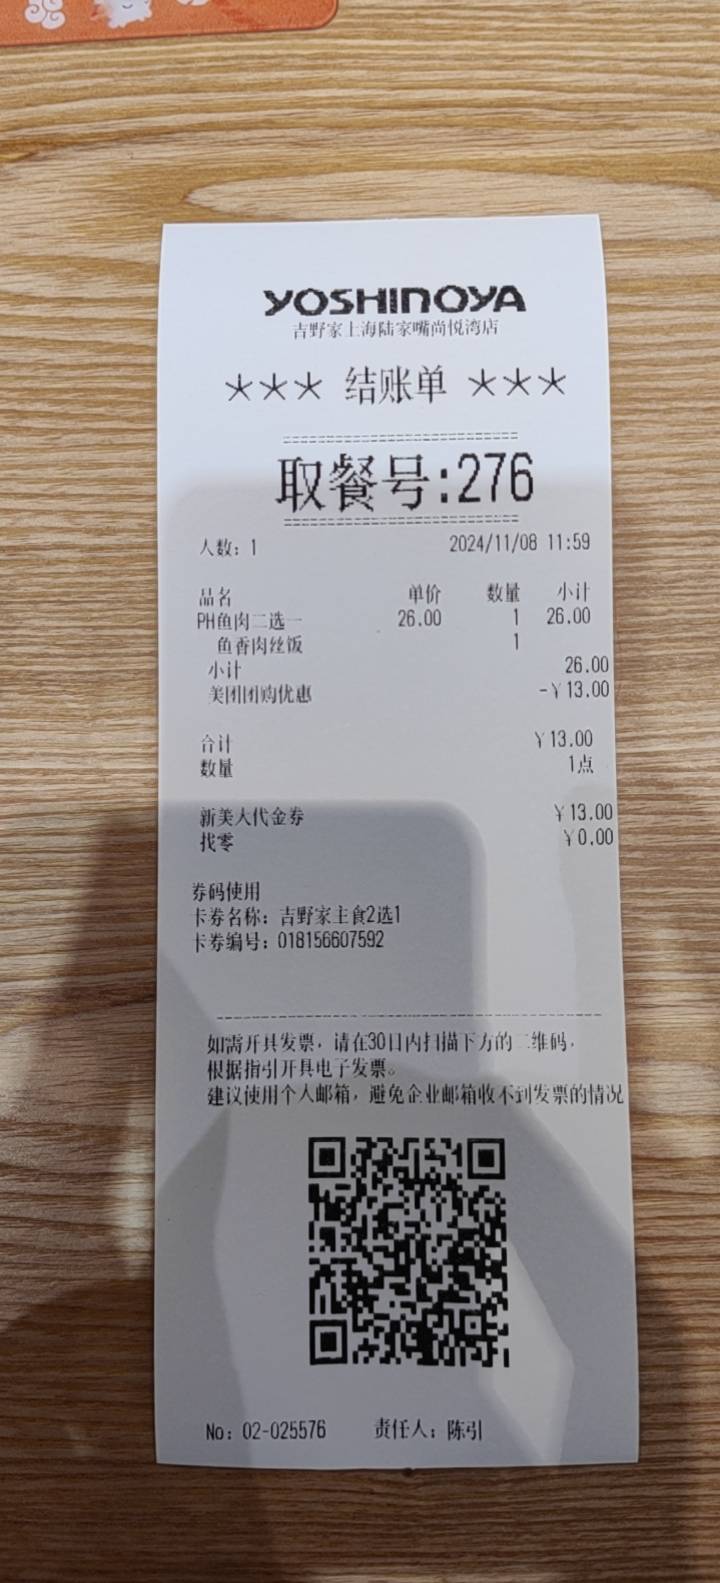 YOSHINOYA
吉野家上海陆家嘴尚悦湾店
*** 结账单 ***
取餐号:276
人数: 1 2024/11/08 11:59
品名 单价 数量 小计
PH鱼肉二选一 26.00 1 26.00
鱼香肉丝饭 1
小计 26.00
美团团购优惠 -¥13.00
合计 ¥13.00
数量 1点
新美大代金券 ¥13.00
找零 ¥0.00
券码使用
卡券名称: 吉野家主食2选1
卡券编号: 018156607592
如需开具发票，请在30日内扫描下方的二维码，
根据指引开具电子发票。
建议使用个人邮箱，避免企业邮箱收不到发票的情况
No: 02-025576 责任人: 陈引